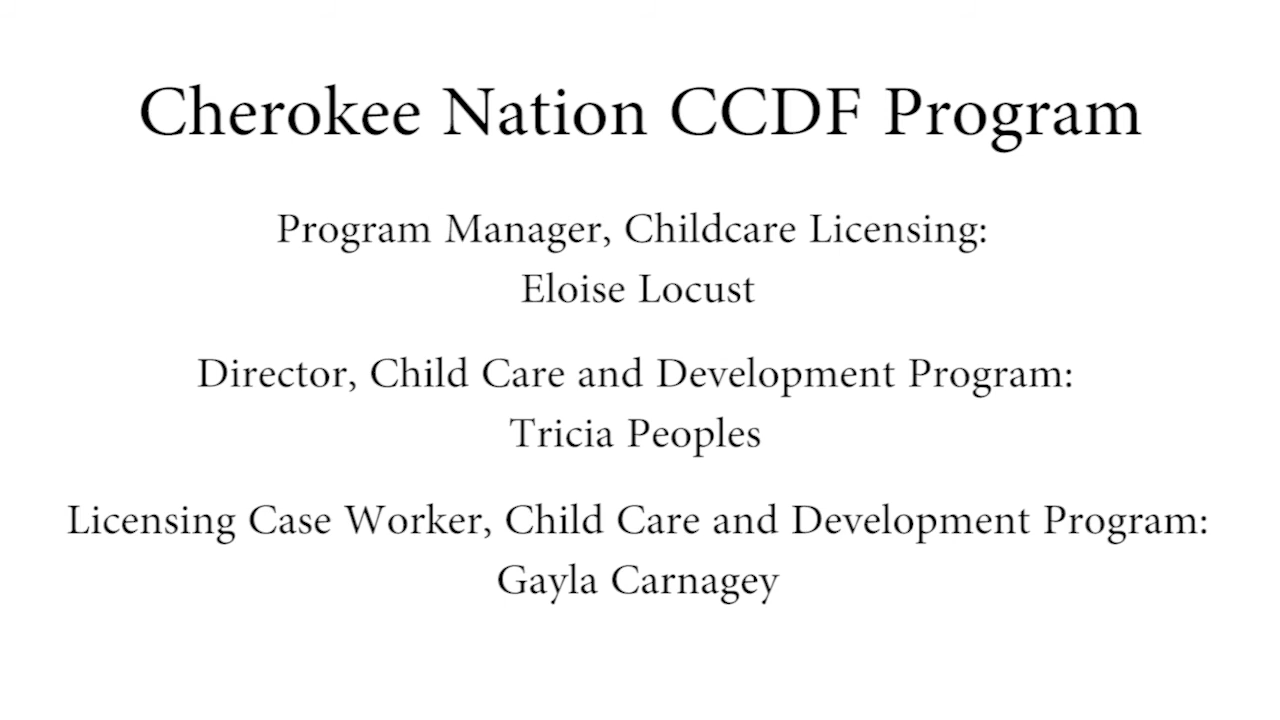 Cherokee Nation CCDF Program
Program Manager, Childcare Licensing:
Eloise Locust
Director, Child Care and Development Program:
Tricia Peoples
Licensing Case Worker, Child Care and Development Program:
Gayla Carnagey